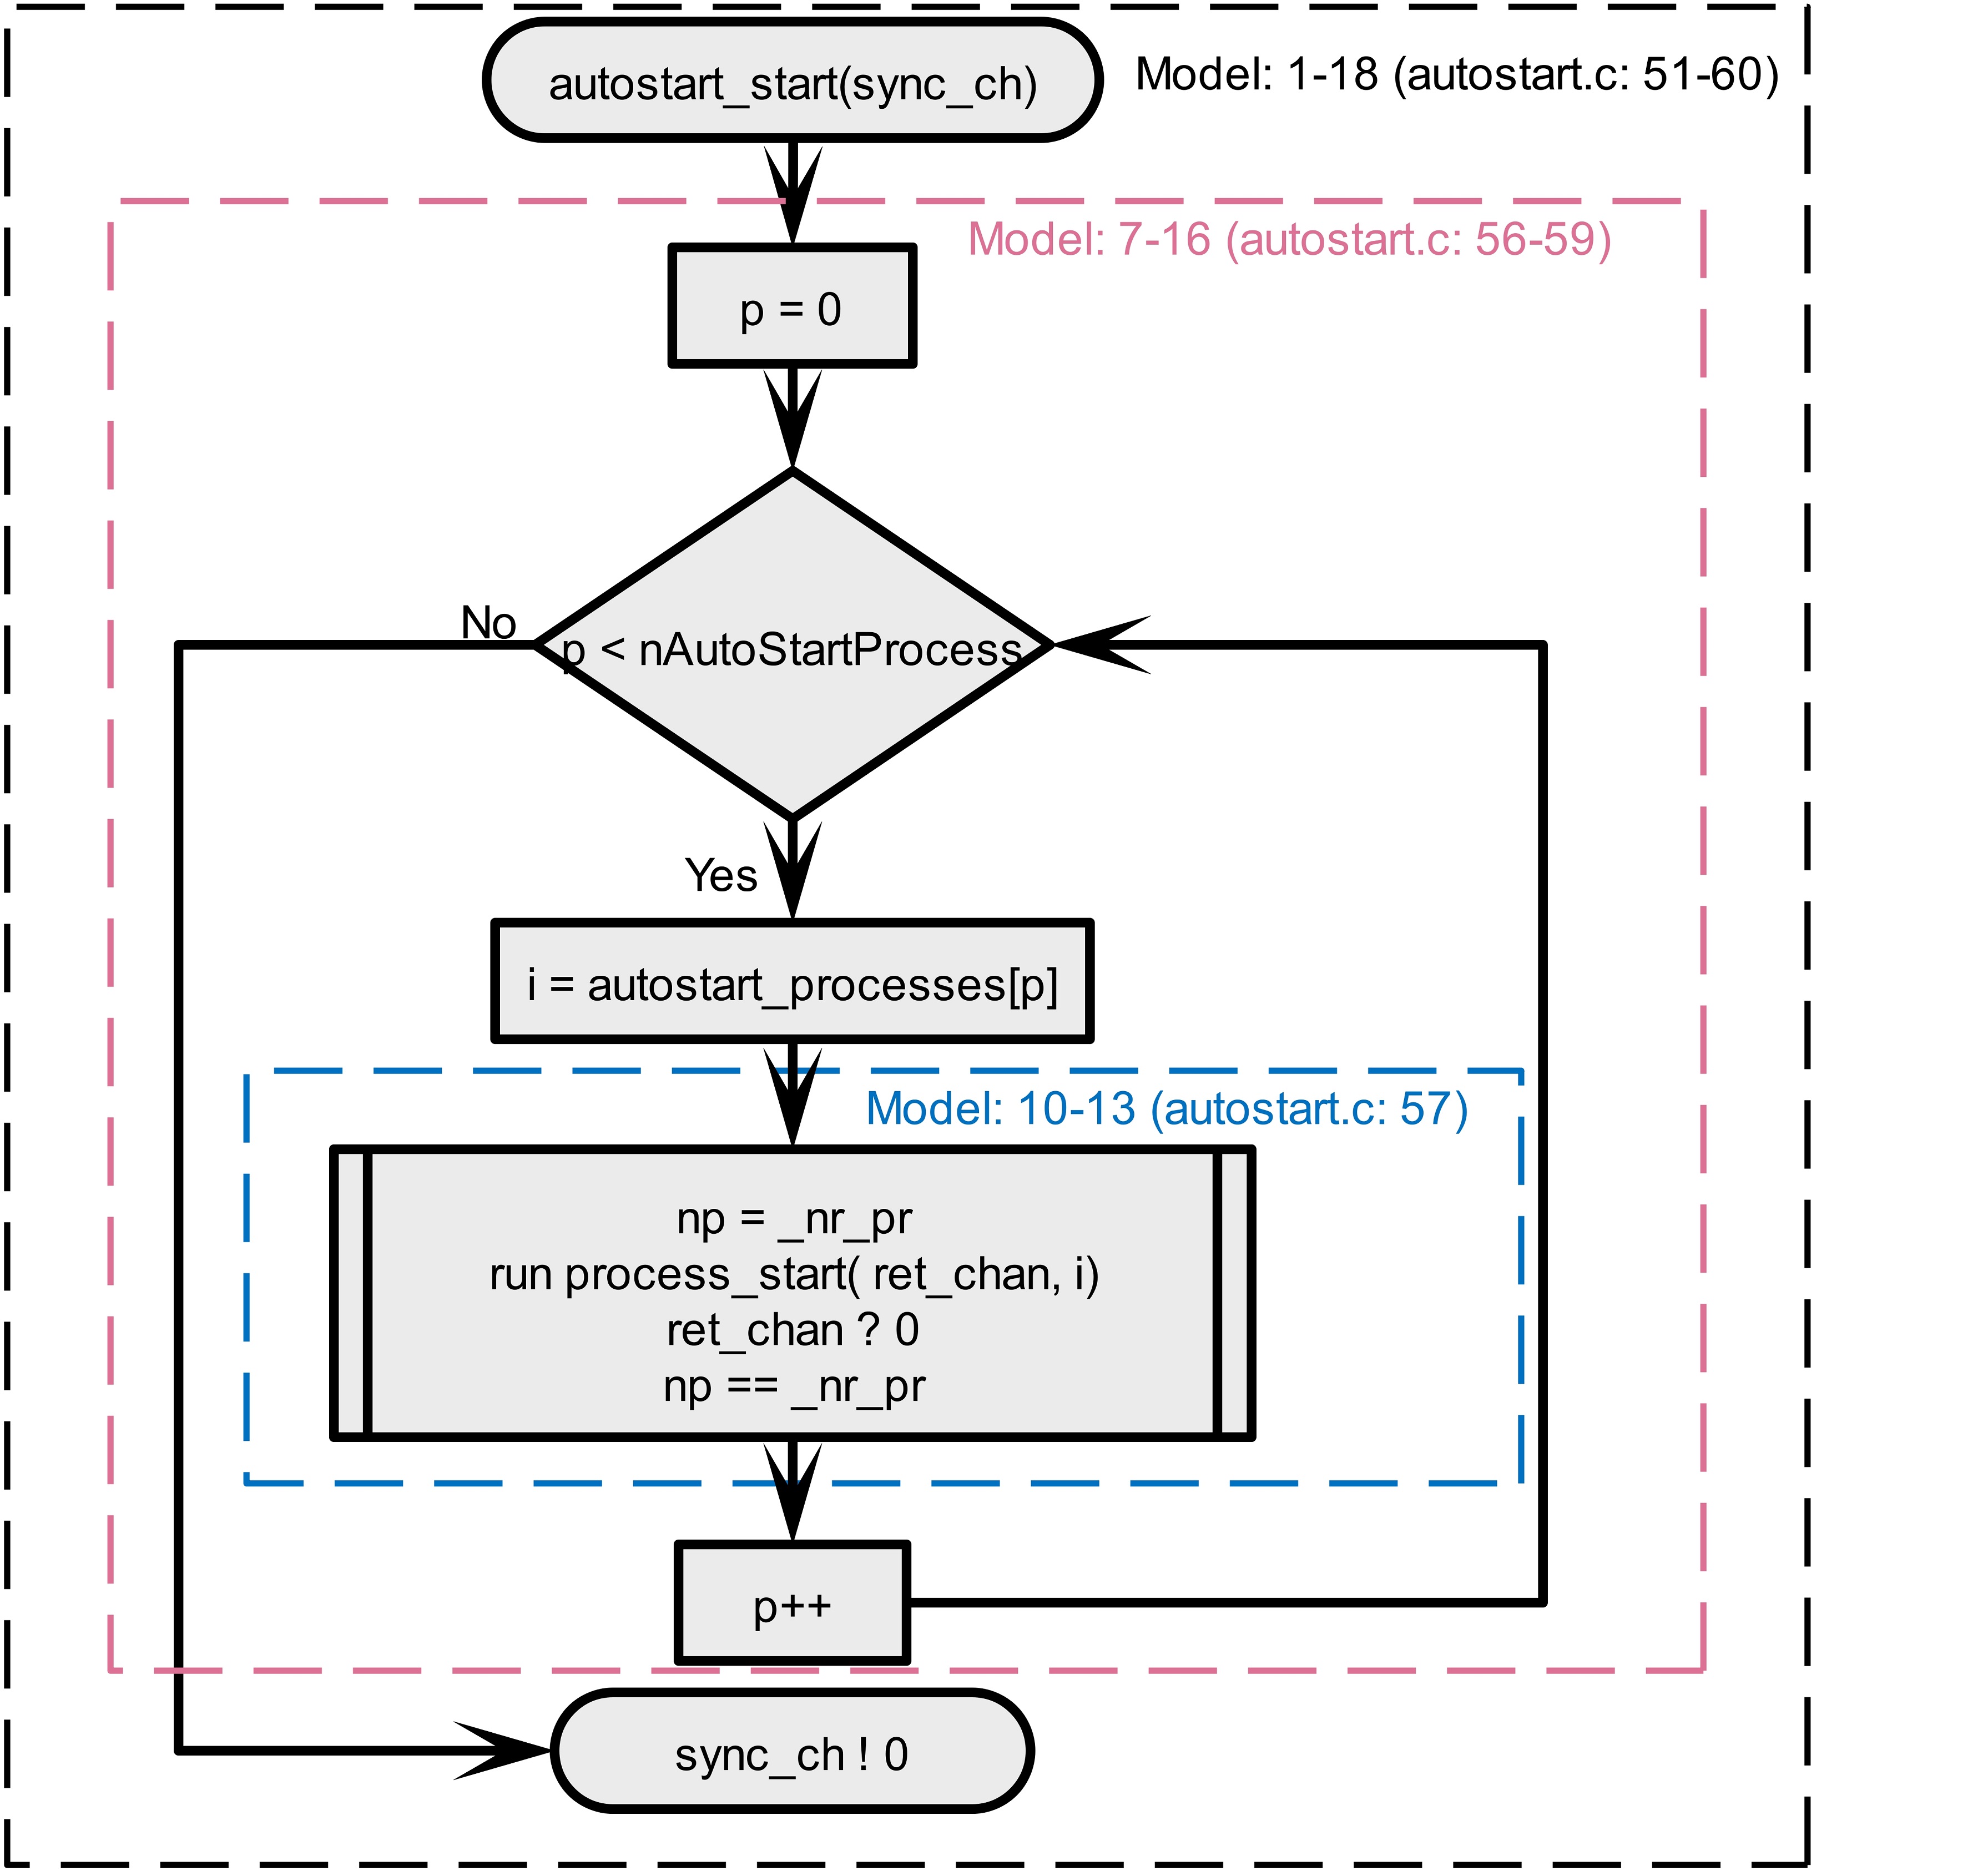 autostart_start(sync_ch)
Model: 1-18 (autostart.c: 51-60)
Model: 7-16 (autostart.c: 56-59)
p = 0
No
p < nAutoStartProcess
Yes
i = autostart_processes[p]
Model: 10-13 (autostart.c: 57)
np = _nr_pr
run process_start( ret_chan, i)
ret_chan ? 0
np == _nr_pr
p++
sync_ch ! 0